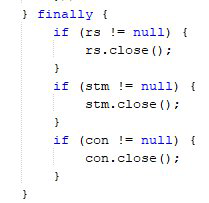 } finally {
    if (rs != null) {
        rs.close();
    }
    if (stm != null) {
        stm.close();
    }
    if (con != null) {
        con.close();
    }
}